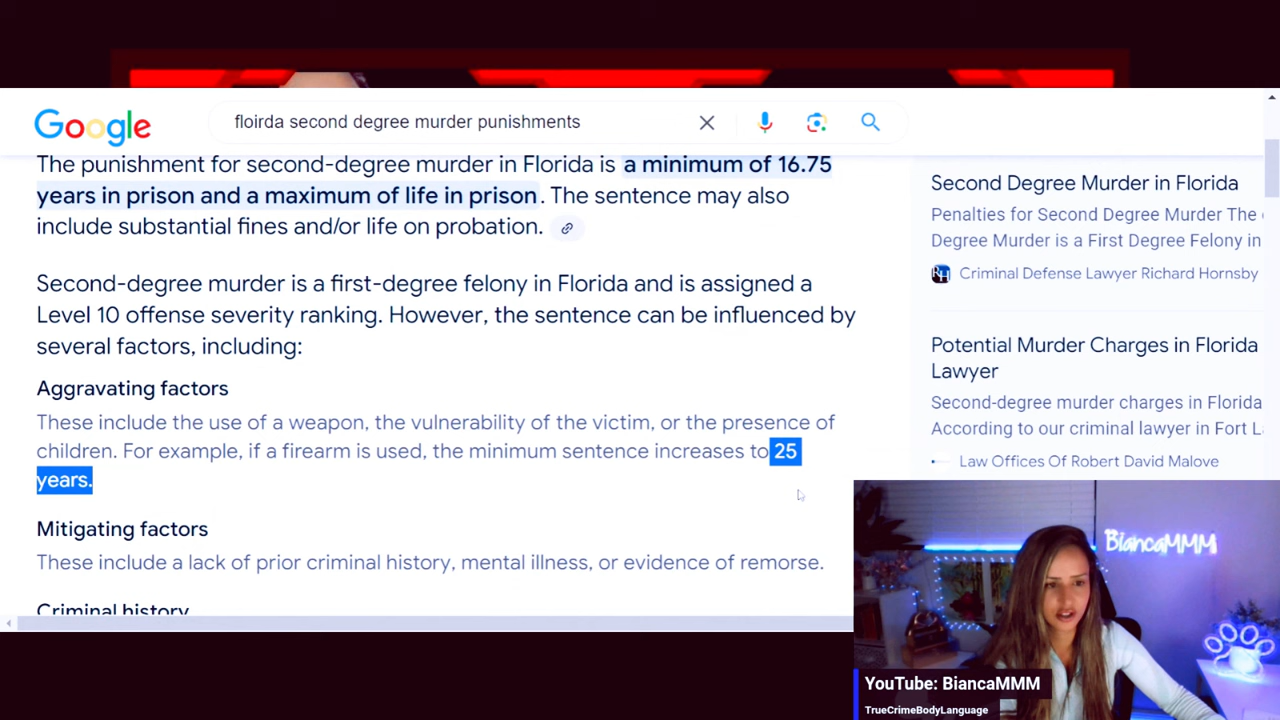 Google
floirda second degree murder punishments
The punishment for second-degree murder in Florida is a minimum of 16.75
years in prison and a maximum of life in prison. The sentence may also
include substantial fines and/or life on probation.
Second-degree murder is a first-degree felony in Florida and is assigned a
Level 10 offense severity ranking. However, the sentence can be influenced by
several factors, including:
Aggravating factors
These include the use of a weapon, the vulnerability of the victim, or the presence of
children. For example, if a firearm is used, the minimum sentence increases to 25
years.
Mitigating factors
These include a lack of prior criminal history, mental illness, or evidence of remorse.
Criminal history
Second Degree Murder in Florida
Penalties for Second Degree Murder The
Degree Murder is a First Degree Felony in
RH
Criminal Defense Lawyer Richard Hornsby
Potential Murder Charges in Florida
Lawyer
Second-degree murder charges in Florida
According to our criminal lawyer in Fort
Law Offices Of Robert David Malove
BiancaMMM
YouTube: BiancaMMM
TrueCrimeBodyLanguage